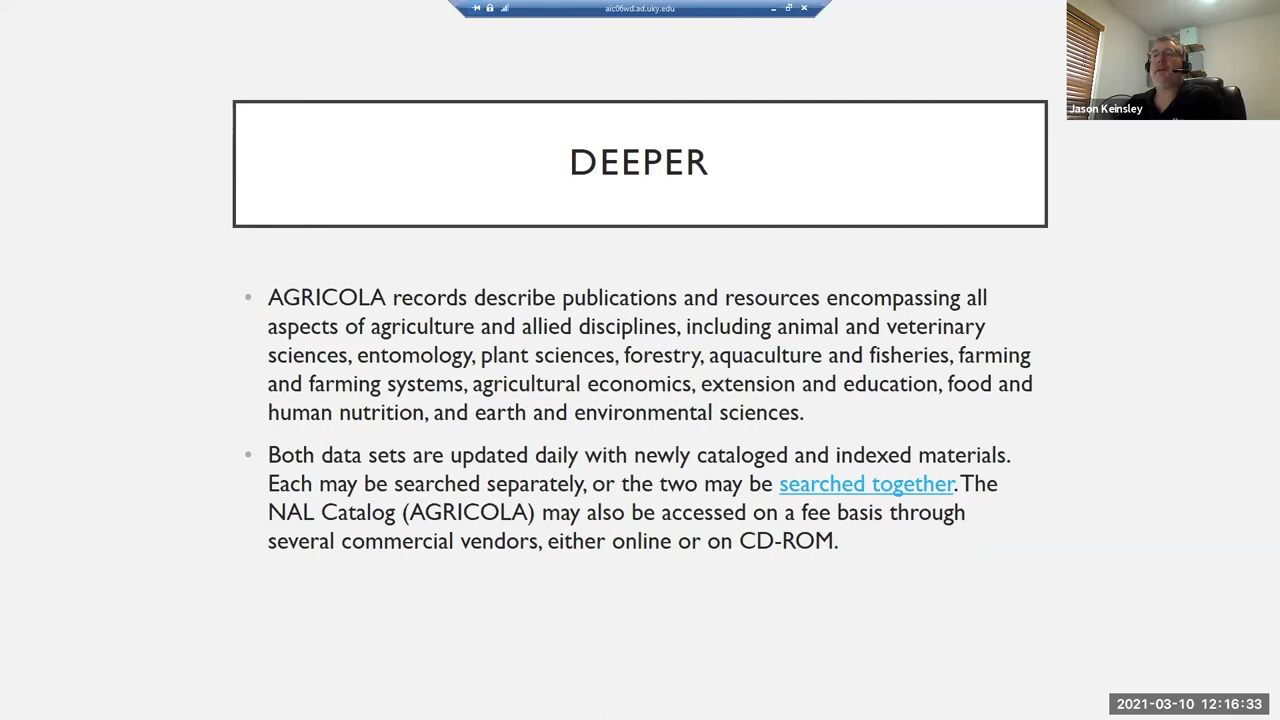 aic06wd.ad.uky.edu
Jason Keinsley
DEEPER
• AGRICOLA records describe publications and resources encompassing all
aspects of agriculture and allied disciplines, including animal and veterinary
sciences, entomology, plant sciences, forestry, aquaculture and fisheries, farming
and farming systems, agricultural economics, extension and education, food and
human nutrition, and earth and environmental sciences.
• Both data sets are updated daily with newly cataloged and indexed materials.
Each may be searched separately, or the two may be searched together. The
NAL Catalog (AGRICOLA) may also be accessed on a fee basis through
several commercial vendors, either online or on CD-ROM.
2021-03-10 12:16:33